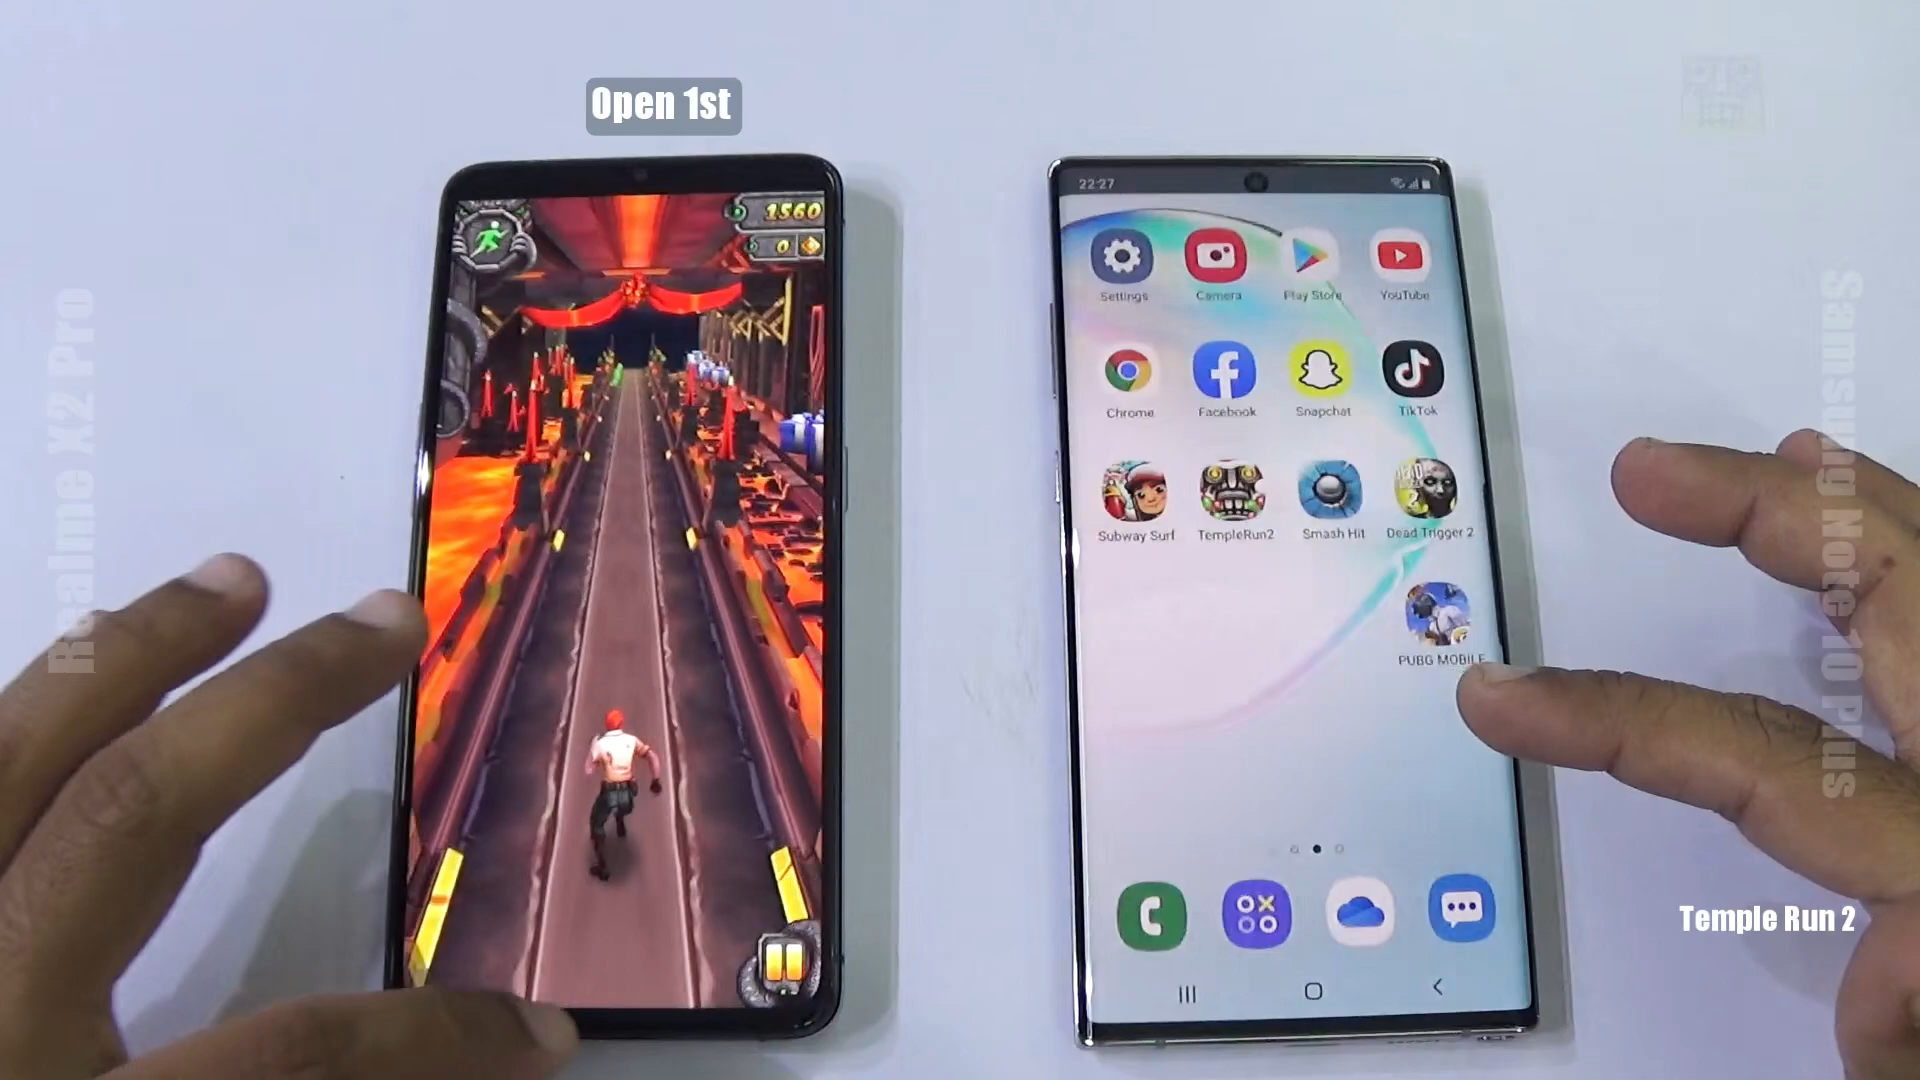 Open 1st
Realme X2 Pro
1560
0
22:27
Settings
Camera
Play Store
YouTube
Chrome
Facebook
Snapchat
TikTok
Subway Surf
TempleRun2
Smash Hit
Dead Trigger 2
PUBG MOBILE
Samsung Note 10 Plus
Temple Run 2